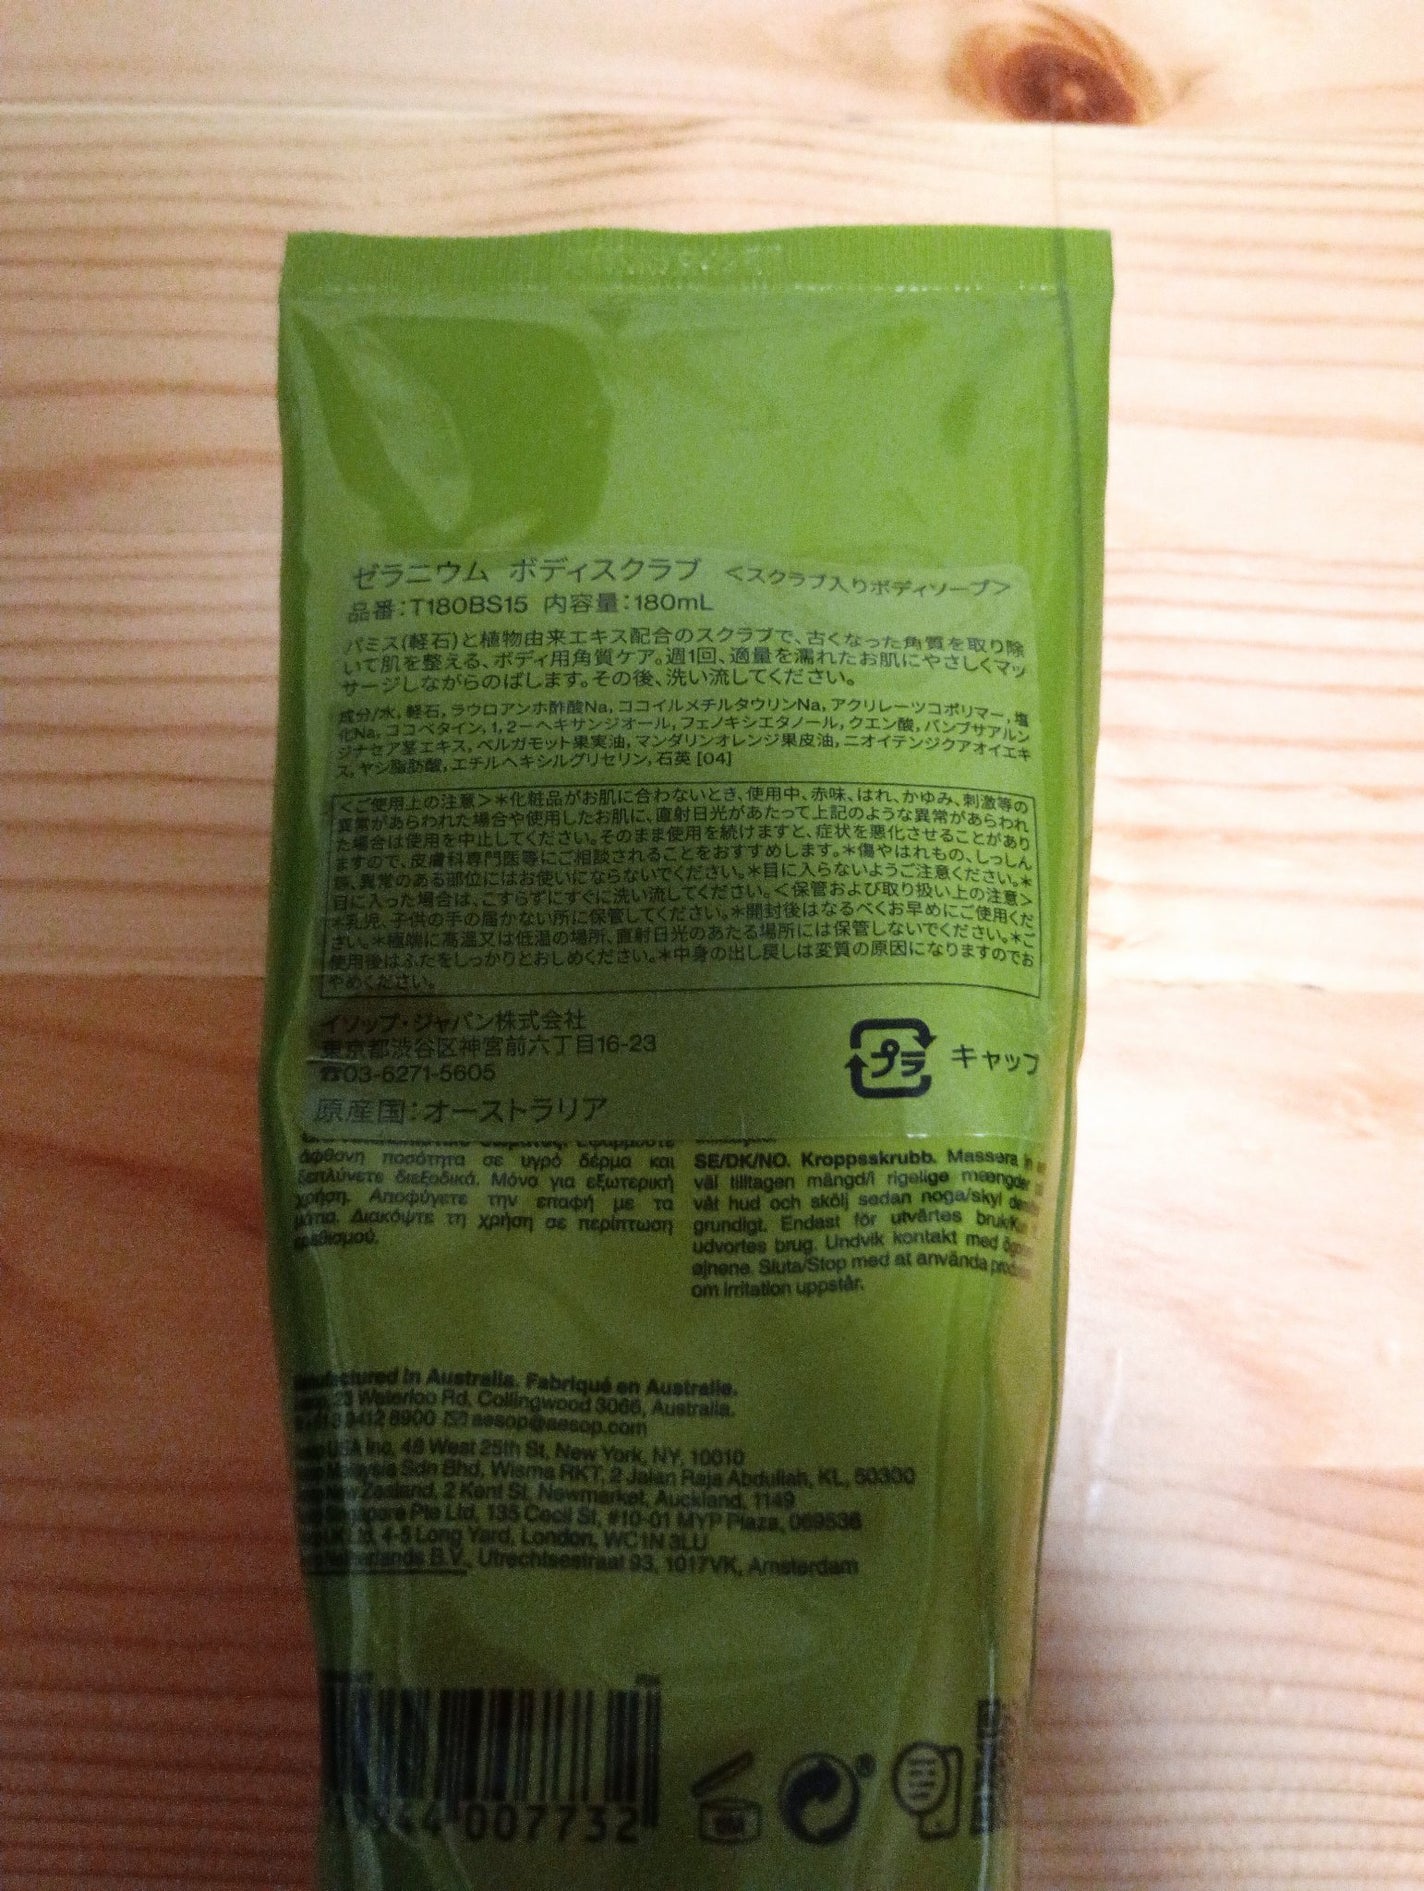 ゼラニウム ボディスクラブ <スクラブ入りボディソープ>
品番:T180BS15 内容量:180mL
パミス(軽石)と植物由来エキス配合のスクラブで、古くなった角質を取り除
いて肌を整える、ボディ用角質ケア。週1回、適量を濡れたお肌にやさしくマッ
サージしながらのばします。その後、洗い流してください。
成分/水, 軽石, ラウロアンホ酢酸Na, ココイルメチルタウリンNa, アクリレーツコポリマー, 塩
化Na, ココベタイン, 1, 2-ヘキサンジオール, フェノキシエタノール, クエン酸, バンブサアルン
ジナセア茎エキス, ベルガモット果実油, マンダリンオレンジ果皮油, ニオイテンジクアオイエキ
ス, ヤシ脂肪酸, エチルヘキシルグリセリン, 石英 [04]
<ご使用上の注意>*化粧品がお肌に合わないとき、使用中、赤味、はれ、かゆみ、刺激等の
異常があらわれた場合や使用したお肌に、直射日光があたって上記のような異常があらわれ
た場合は使用を中止してください。そのまま使用を続けますと、症状を悪化させることがあり
ますので、皮膚科専門医等にご相談されることをおすすめします。*傷やはれもの、しっしん
等、異常のある部位にはお使いにならないでください。*目に入らないようご注意ください。*
目に入った場合は、こすらずにすぐに洗い流してください。<保管および取り扱い上の注意>
*乳児、子供の手の届かない所に保管してください。*開封後はなるべくお早めにご使用くだ
さい。*極端に高温又は低温の場所、直射日光のあたる場所には保管しないでください。*ご
使用後はふたをしっかりとおしめください。*中身の出し戻しは変質の原因になりますのでお
やめください。
イソップ・ジャパン株式会社
東京都渋谷区神宮前六丁目16-23
☎03-6271-5605
プラ キャップ
原産国:オーストラリア
άφθονη ποσότητα σε υγρό δέρμα και
ξεπλύνετε διεξοδικά. Μόνο για εξωτερική
χρήση. Αποφύγετε την επαφή με τα
μάτια. Διακόψτε τη χρήση σε περίπτωση
SE/DK/NO. Kroppsskrubb. Massera
väl tilltagen mängd/i rigelige mængder
våt hud och skölj sedan noga/skyl
grundigt. Endast för utvärtes bruk/
udvortes brug. Undvik kontakt med
øjnene. Sluta/Stop med at använda
om irritation uppstår.
in Australia. Fabriqué en Australie.
Waterloo Rd, Collingwood 3066, Australia.
9412 8900 ✉ aesop@aesop.com
USA Inc, 46 West 25th St, New York, NY, 10010
Malaysia Sdn Bhd, Wisma RKT, 2 Jalan Raja Abdullah, KL, 50300
New Zealand, 2 Kent St, Newmarket, Auckland, 1149
Singapore Pte Ltd, 135 Cecil St, #10-01 MYP Plaza, 069536
UK Ltd, 4-5 Long Yard, London, WC1N 3LU
B.V., Utrechtsestraat 93, 1017VK, Amsterdam
007732